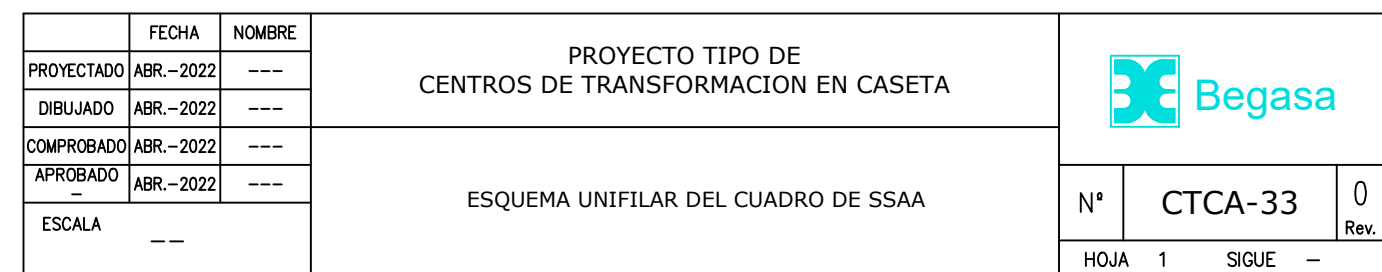 FECHA NOMBRE
PROYECTADO ABR.-2022 ---
DIBUJADO ABR.-2022 ---
COMPROBADO ABR.-2022 ---
APROBADO - ABR.-2022 ---
ESCALA
--
PROYECTO TIPO DE
CENTROS DE TRANSFORMACION EN CASETA
ESQUEMA UNIFILAR DEL CUADRO DE SSAA
Begasa
Nº CTCA-33 0
Rev.
HOJA 1 SIGUE -